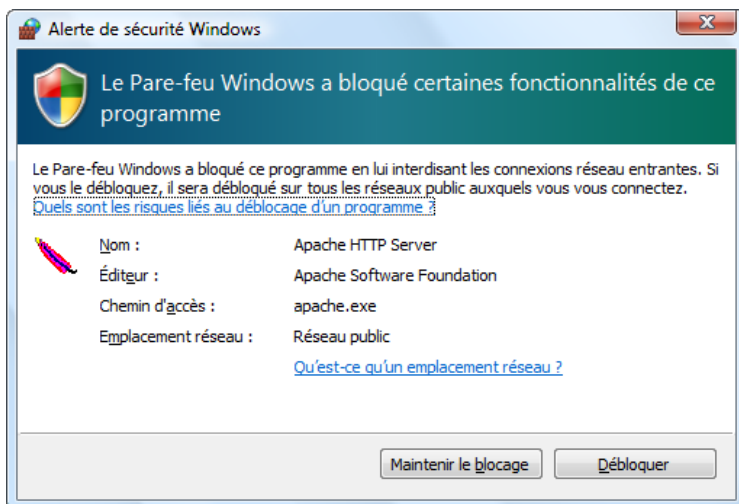 Alerte de sécurité Windows
Le Pare-feu Windows a bloqué certaines fonctionnalités de ce
programme
Le Pare-feu Windows a bloqué ce programme en lui interdisant les connexions réseau entrantes. Si
vous le débloquez, il sera débloqué sur tous les réseaux public auxquels vous vous connectez.
Quels sont les risques liés au déblocage d'un programme ?
Nom : Apache HTTP Server
Éditeur : Apache Software Foundation
Chemin d'accès : apache.exe
Emplacement réseau : Réseau public
Qu'est-ce qu'un emplacement réseau ?
Maintenir le blocage Débloquer